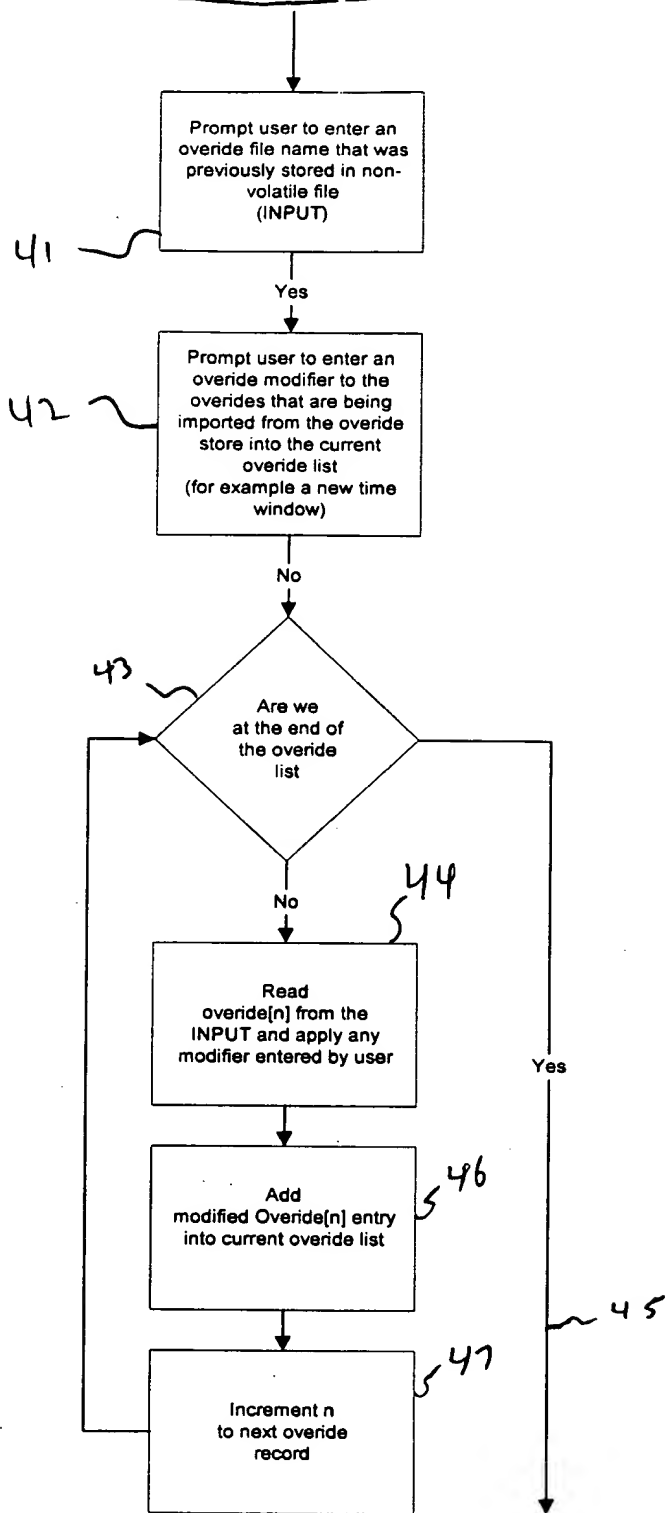 Prompt user to enter an
overide file name that was
previously stored in non-
volatile file
(INPUT)
41
Yes
Prompt user to enter an
overide modifier to the
overides that are being
imported from the overide
store into the current
overide list
(for example a new time
window)
42
No
43
Are we
at the end of
the overide
list
No
44
Read
overide[n] from the
INPUT and apply any
modifier entered by user
Yes
Add
modified Overide[n] entry
into current overide list
46
45
Increment n
to next overide
record
47